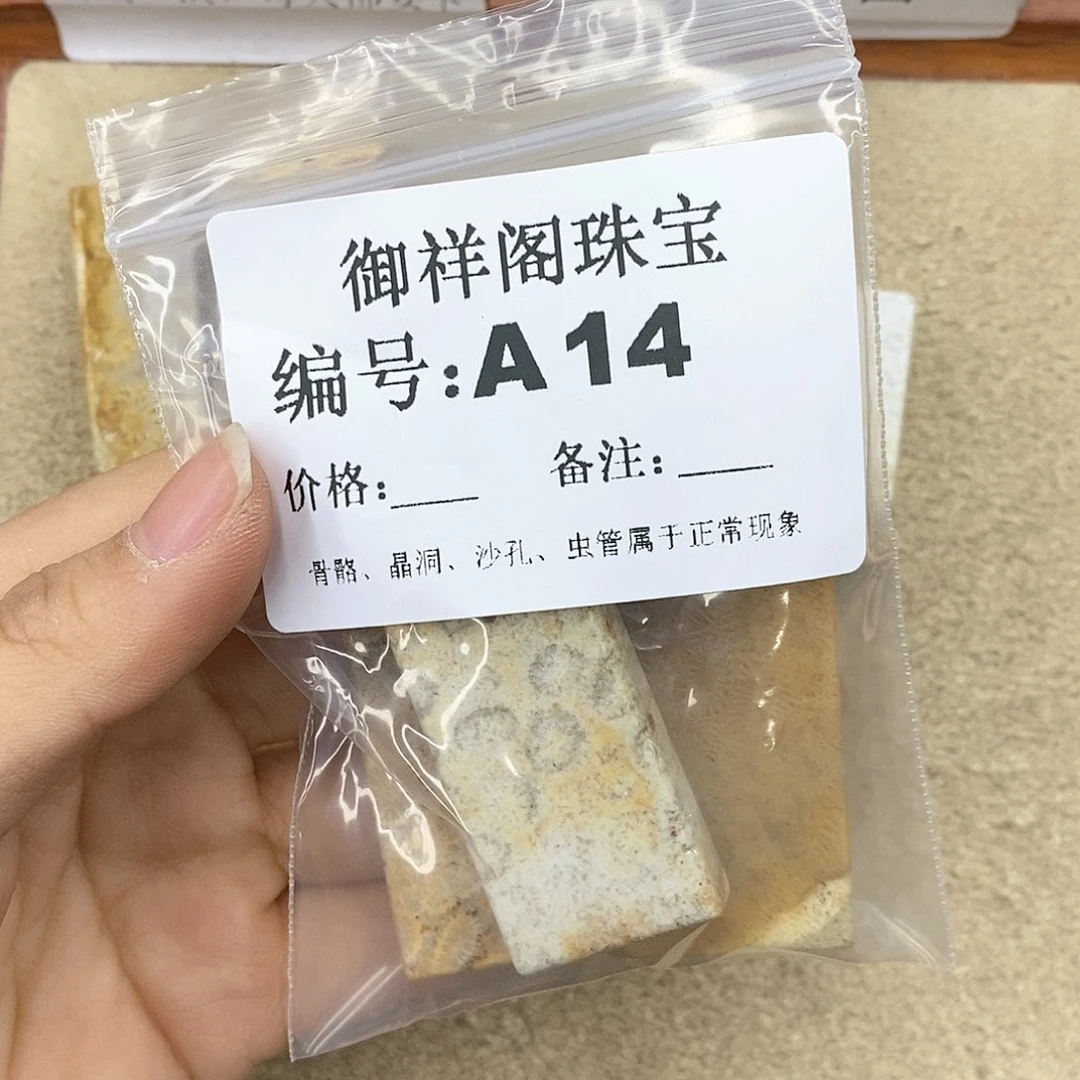 御祥阁珠宝
编号:A14
价格:____ 备注:____
骨骼、晶洞、沙孔、虫管属于正常现象